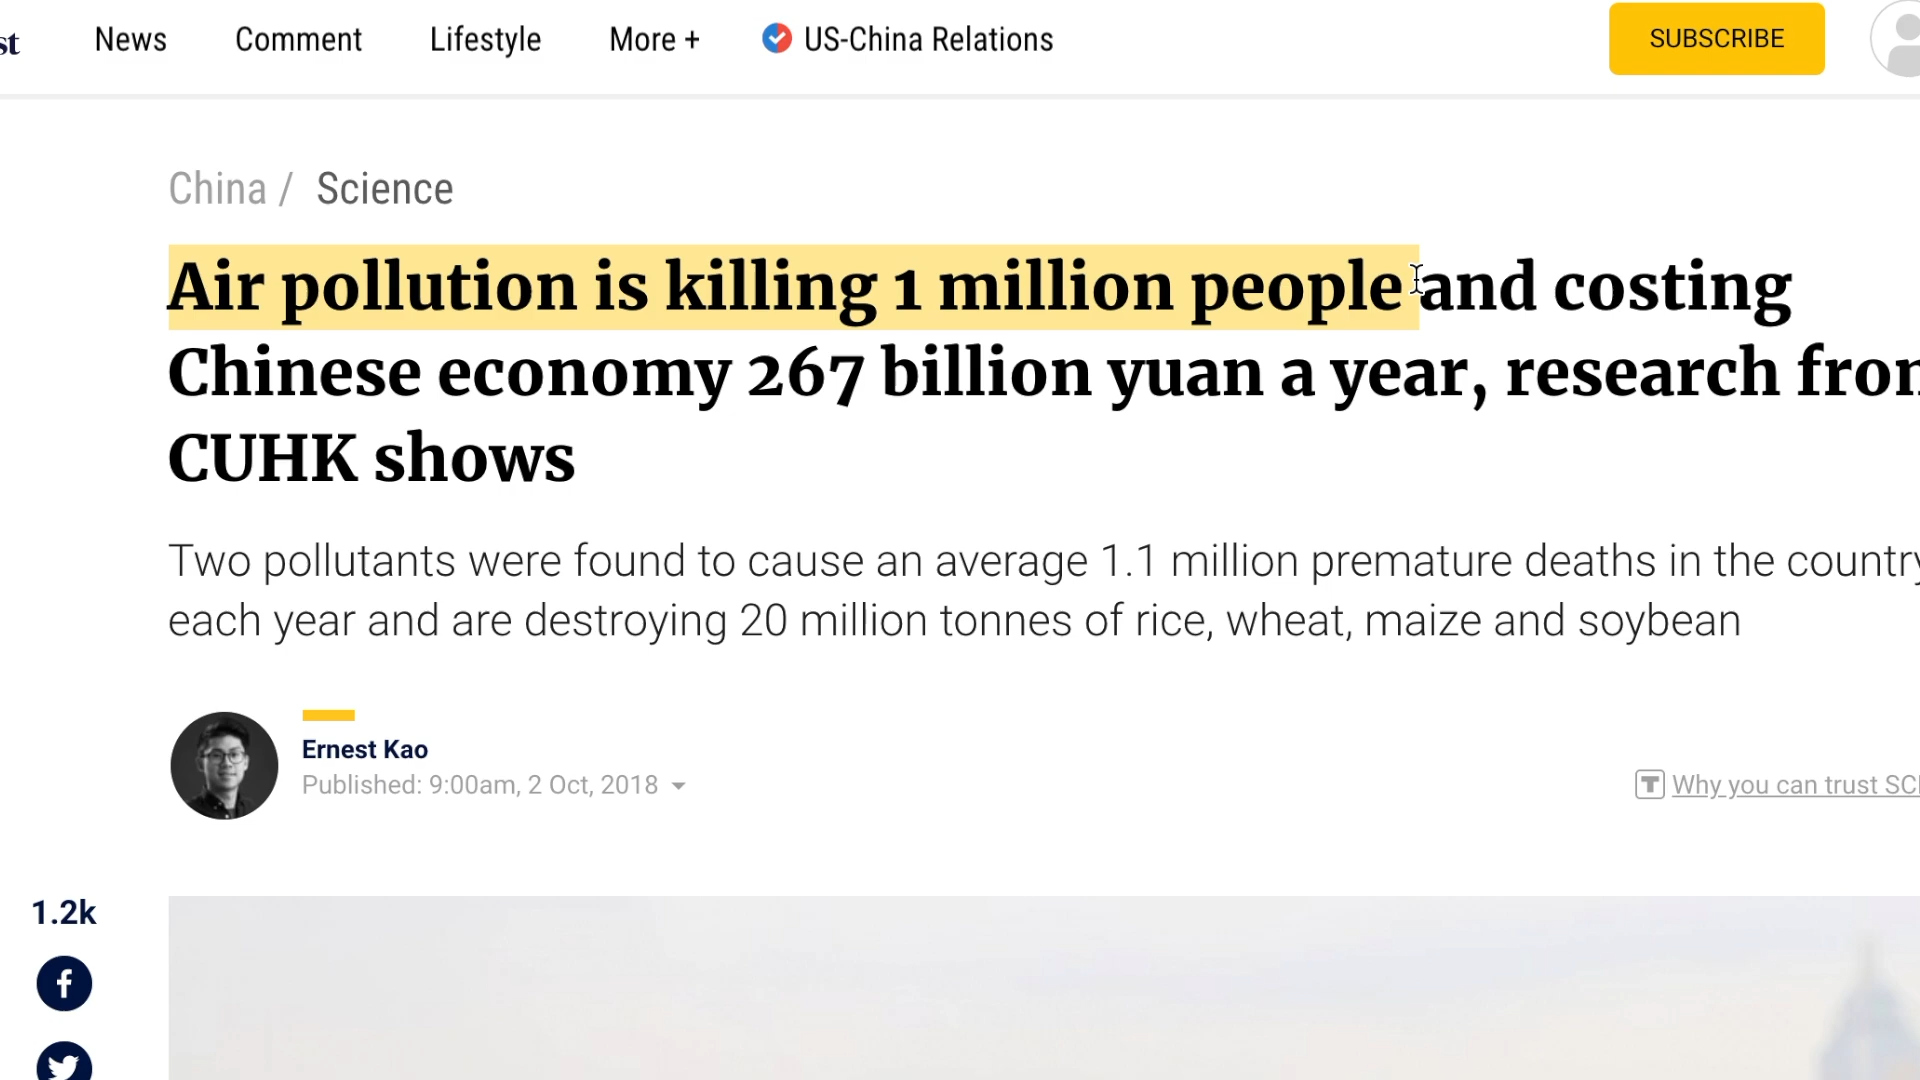 st News Comment Lifestyle More + US-China Relations SUBSCRIBE
China / Science
Air pollution is killing 1 million people and costing
Chinese economy 267 billion yuan a year, research from
CUHK shows
Two pollutants were found to cause an average 1.1 million premature deaths in the country
each year and are destroying 20 million tonnes of rice, wheat, maize and soybean
Ernest Kao
Published: 9:00am, 2 Oct, 2018
Why you can trust SC
1.2k